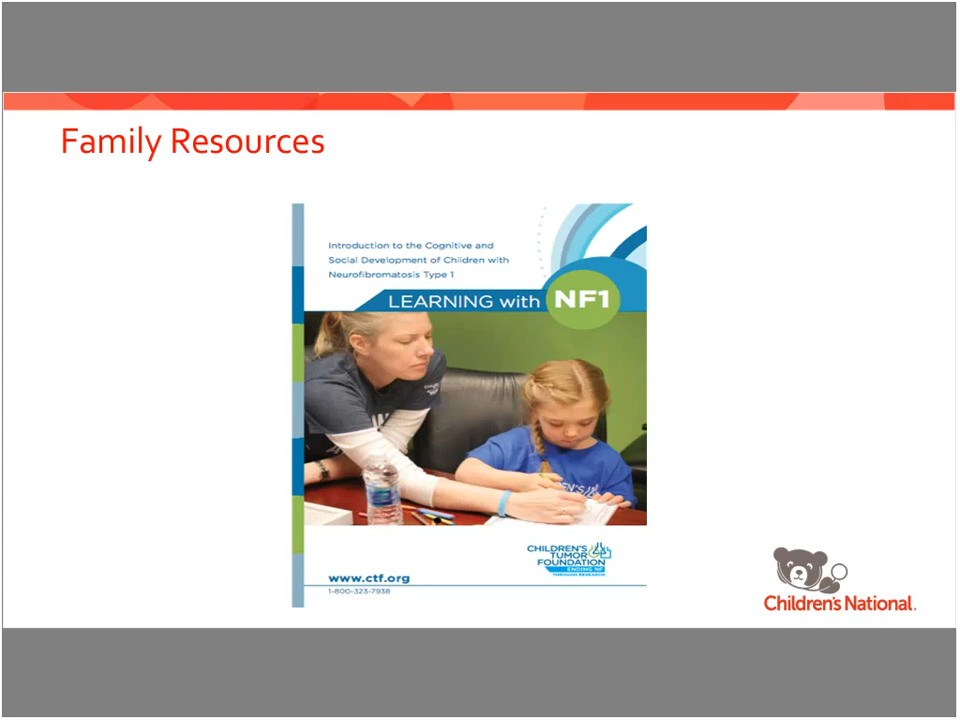 Family Resources
Introduction to the Cognitive and
Social Development of Children with
Neurofibromatosis Type 1
LEARNING with NF1
CHILDREN'S
TUMOR
FOUNDATION
ENDING NF
THROUGH RESEARCH
www.ctf.org
1-800-323-7938
Children's National.